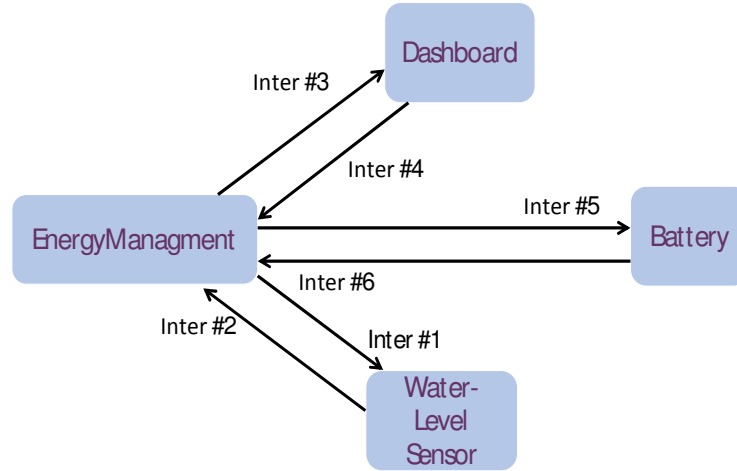 Dashboard
Inter #3
Inter #4
Inter #5
EnergyManagment
Battery
Inter #6
Inter #2
Inter #1
Water-
Level
Sensor